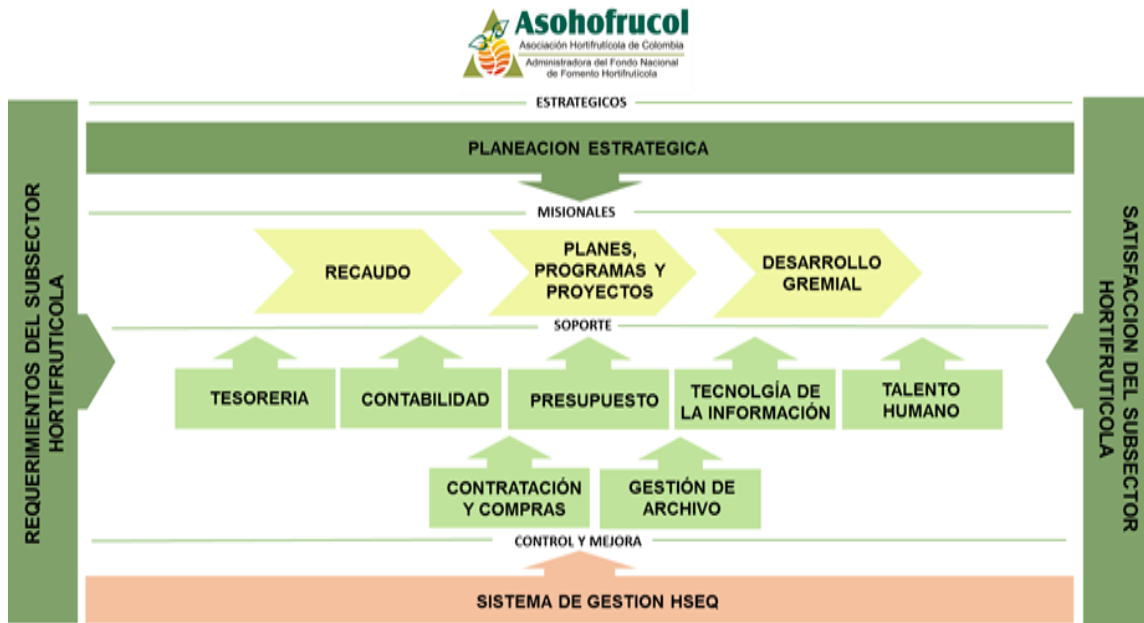 Asohofrucol
Asociación Hortifrutícola de Colombia
Administradora del Fondo Nacional
de Fomento Hortifrutícola
ESTRATEGICOS
PLANEACION ESTRATEGICA
MISIONALES
RECAUDO
PLANES,
PROGRAMAS Y
PROYECTOS
DESARROLLO
GREMIAL
SOPORTE
TESORERIA
CONTABILIDAD
PRESUPUESTO
TECNOLGÍA DE
LA INFORMACIÓN
TALENTO
HUMANO
CONTRATACIÓN
Y COMPRAS
GESTIÓN DE
ARCHIVO
CONTROL Y MEJORA
SISTEMA DE GESTION HSEQ
REQUERIMIENTOS DEL SUBSECTOR
HORTIFRUTICOLA
SATISFACCION DEL SUBSECTOR
HORTIFRUTICOLA